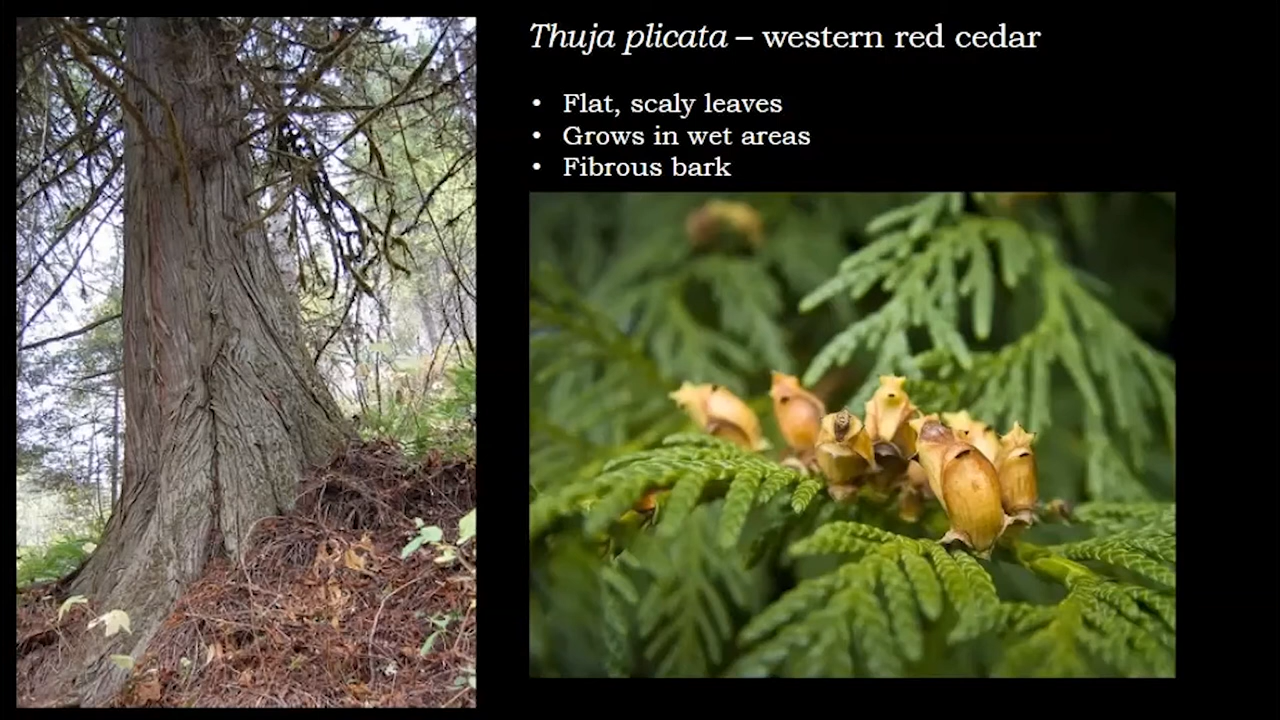 Thuja plicata – western red cedar
• Flat, scaly leaves
• Grows in wet areas
• Fibrous bark